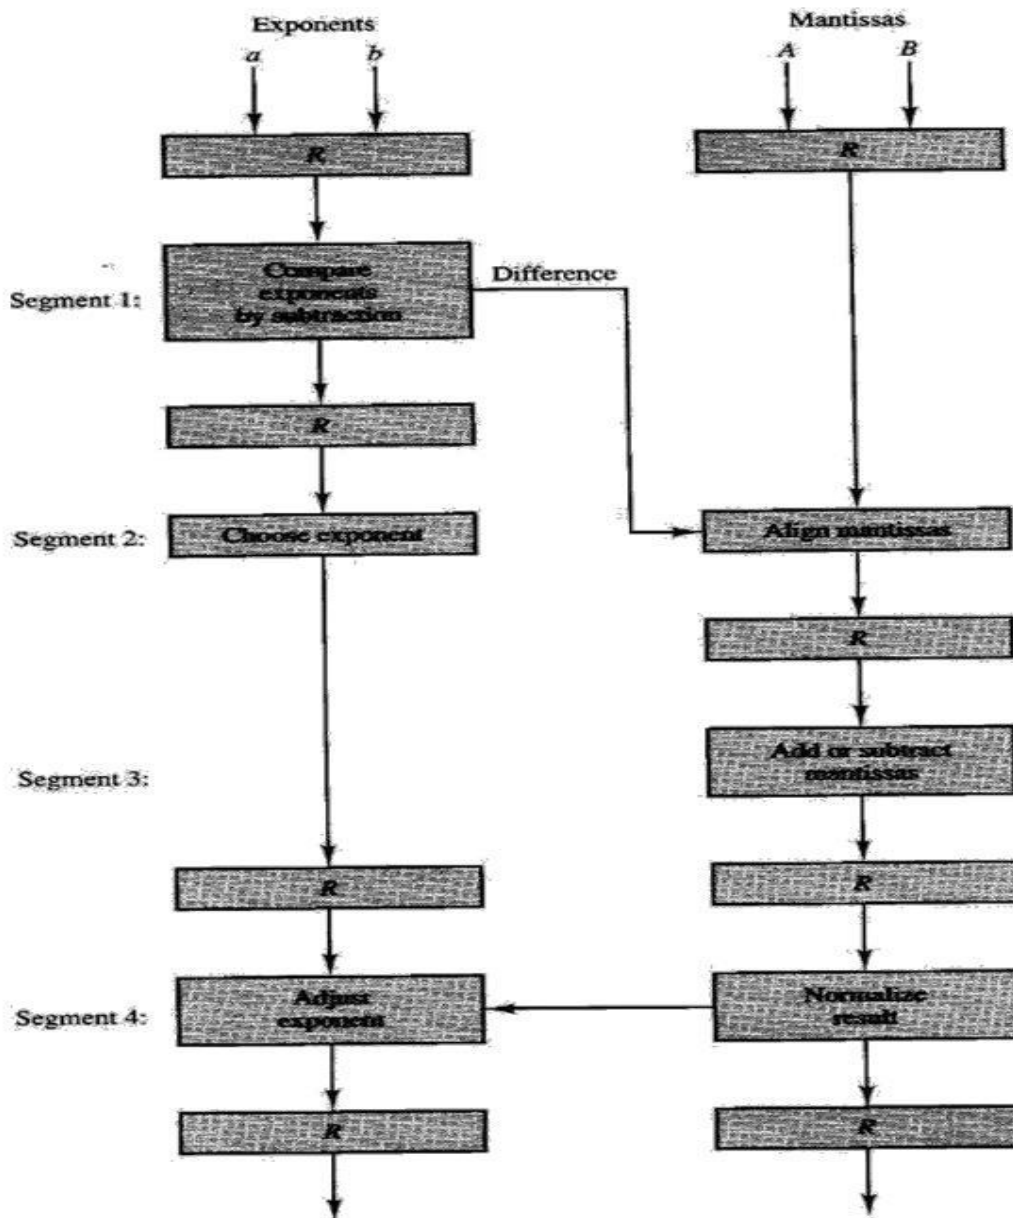 Exponents
a b
Mantissas
A B
R
R
Segment 1:
Compare
exponents
by subtraction
Difference
R
Segment 2:
Choose exponent
Align mantissas
R
Segment 3:
Add or subtract
mantissas
R
R
Segment 4:
Adjust
exponent
Normalize
result
R
R